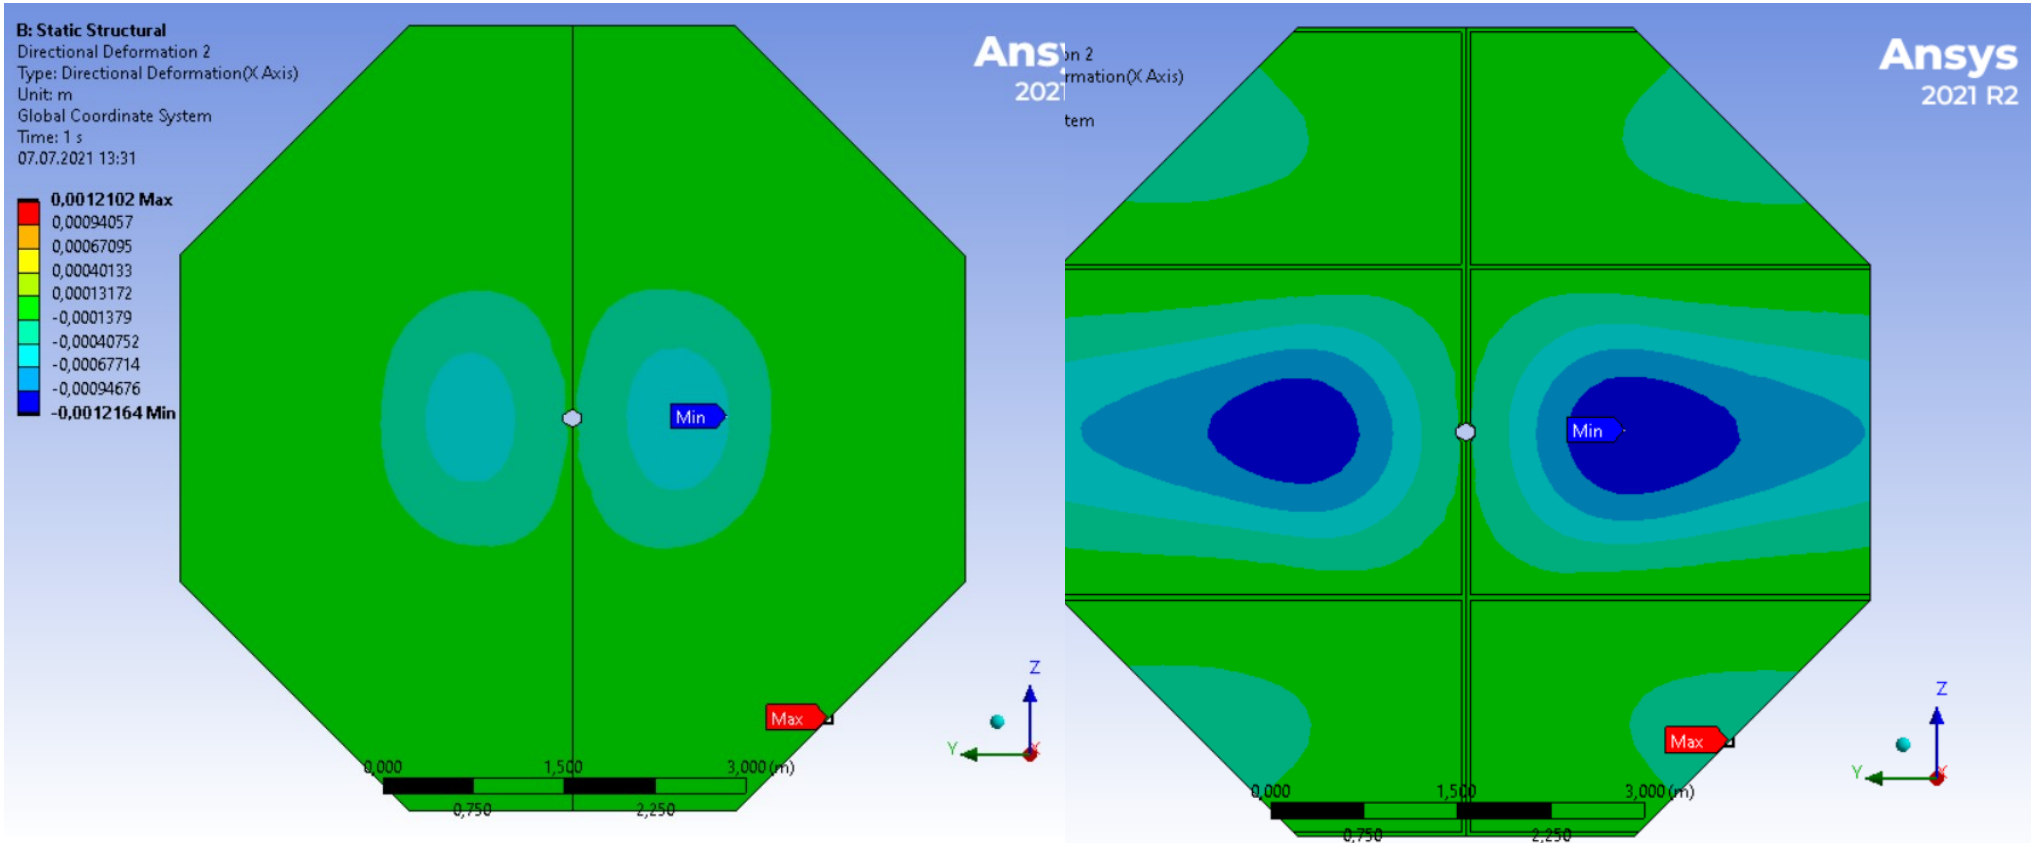 B: Static Structural
Directional Deformation 2
Type: Directional Deformation(X Axis)
Unit: m
Global Coordinate System
Time: 1 s
07.07.2021 13:31
0,0012102 Max
0,00094057
0,00067095
0,00040133
0,00013172
-0,0001379
-0,00040752
-0,00067714
-0,00094676
-0,0012164 Min
Ans
2021
Min
Max
0,000 1,500 3,000 (m)
0,750 2,250
Z
Y
X
on 2
rmation(X Axis)
tem
Ansys
2021 R2
Min
Max
0,000 1,500 3,000 (m)
0,750 2,250
Z
Y
X